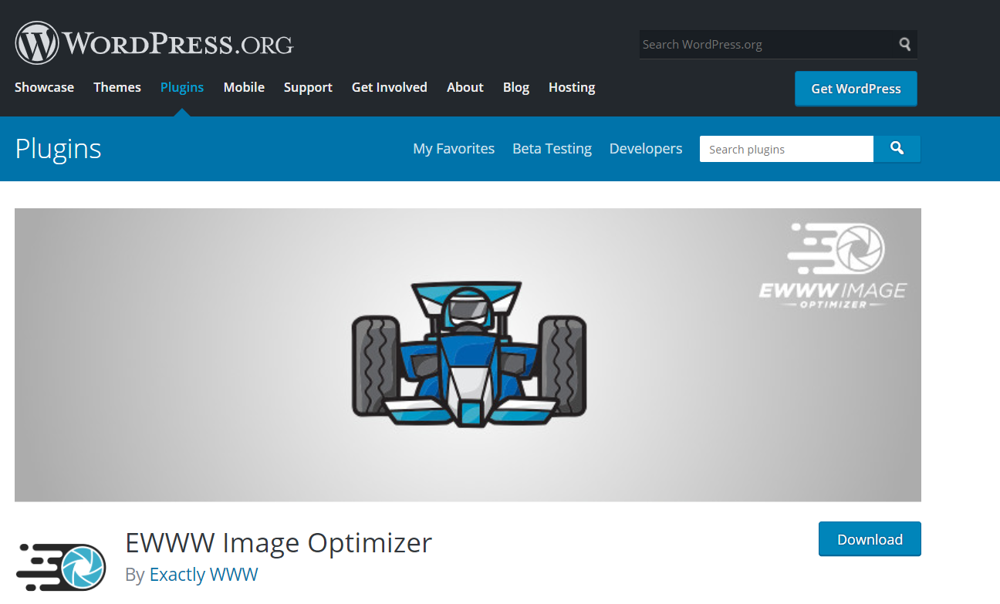 WORDPRESS.ORG
Search WordPress.org
Showcase Themes Plugins Mobile Support Get Involved About Blog Hosting
Get WordPress
Plugins
My Favorites Beta Testing Developers
Search plugins
EWWW IMAGE
OPTIMIZER
EWWW Image Optimizer
Download
By Exactly WWW